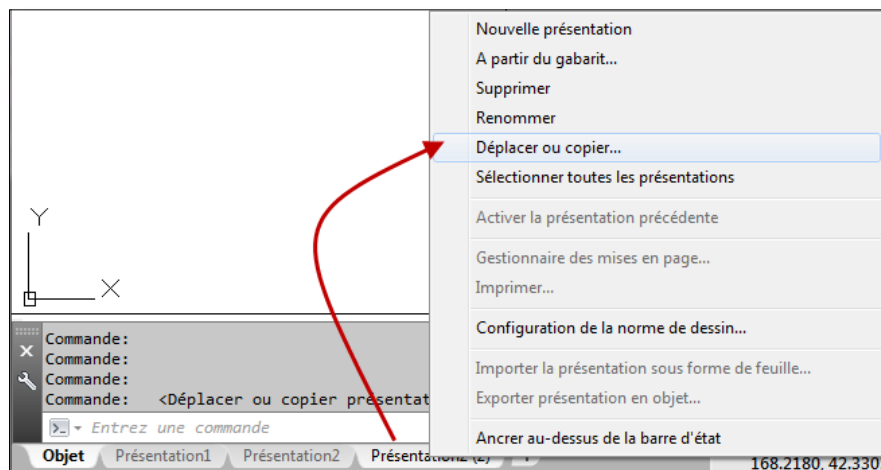 Nouvelle présentation
A partir du gabarit...
Supprimer
Renommer
Déplacer ou copier...
Sélectionner toutes les présentations
Activer la présentation précédente
Gestionnaire des mises en page...
Imprimer...
Configuration de la norme de dessin...
Importer la présentation sous forme de feuille...
Exporter présentation en objet...
Ancrer au-dessus de la barre d'état
Y
X
Commande:
Commande:
Commande:
Commande: <Déplacer ou copier présentat
Entrez une commande
Objet Présentation1 Présentation2 Présentation2 (2)
168.2180, 42.330